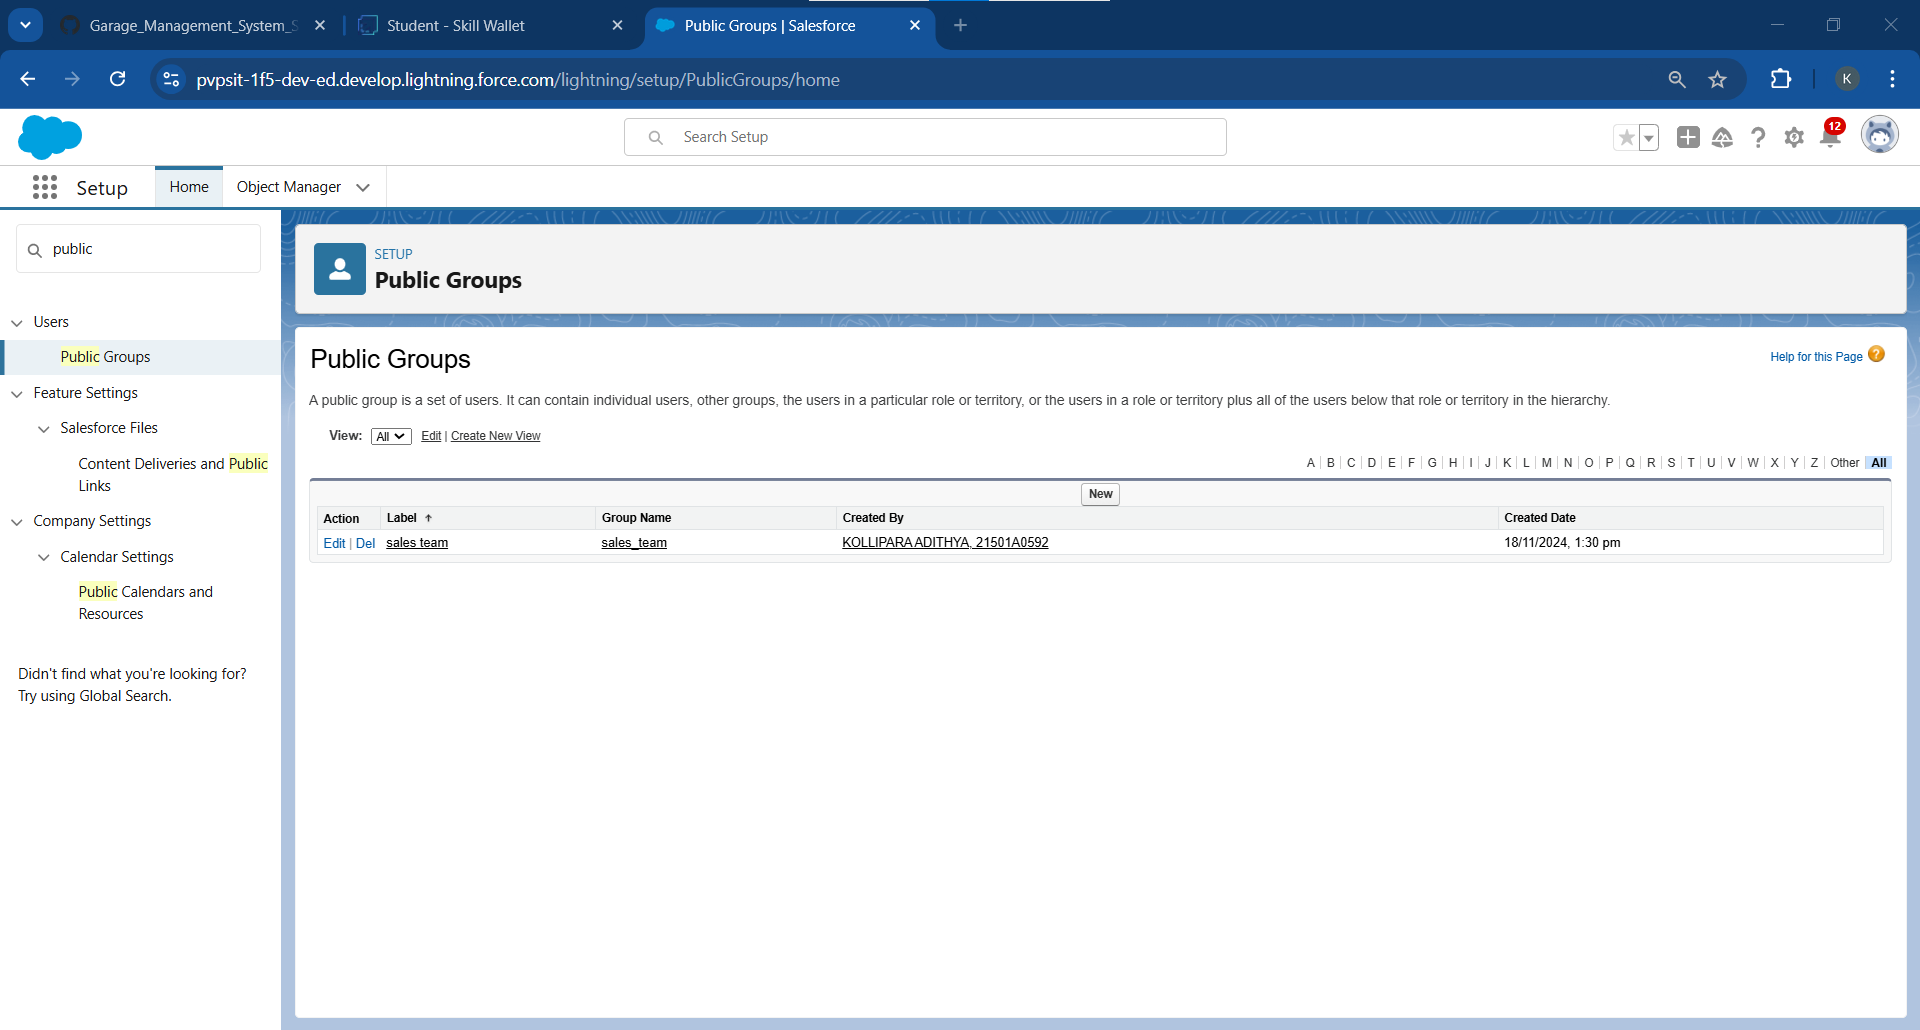 Garage_Management_System_S
Student - Skill Wallet
Public Groups | Salesforce
pvpsit-1f5-dev-ed.develop.lightning.force.com/lightning/setup/PublicGroups/home
K
Search Setup
12
Setup
Home
Object Manager
public
Users
Public Groups
Feature Settings
Salesforce Files
Content Deliveries and Public
Links
Company Settings
Calendar Settings
Public Calendars and
Resources
Didn't find what you're looking for?
Try using Global Search.
SETUP
Public Groups
Public Groups
Help for this Page ?
A public group is a set of users. It can contain individual users, other groups, the users in a particular role or territory, or the users in a role or territory plus all of the users below that role or territory in the hierarchy.
View: All Edit | Create New View
A | B | C | D | E | F | G | H | I | J | K | L | M | N | O | P | Q | R | S | T | U | V | W | X | Y | Z | Other | All
New
Action Label ↑ Group Name Created By Created Date
Edit | Del sales team sales_team KOLLIPARA ADITHYA, 21501A0592 18/11/2024, 1:30 pm